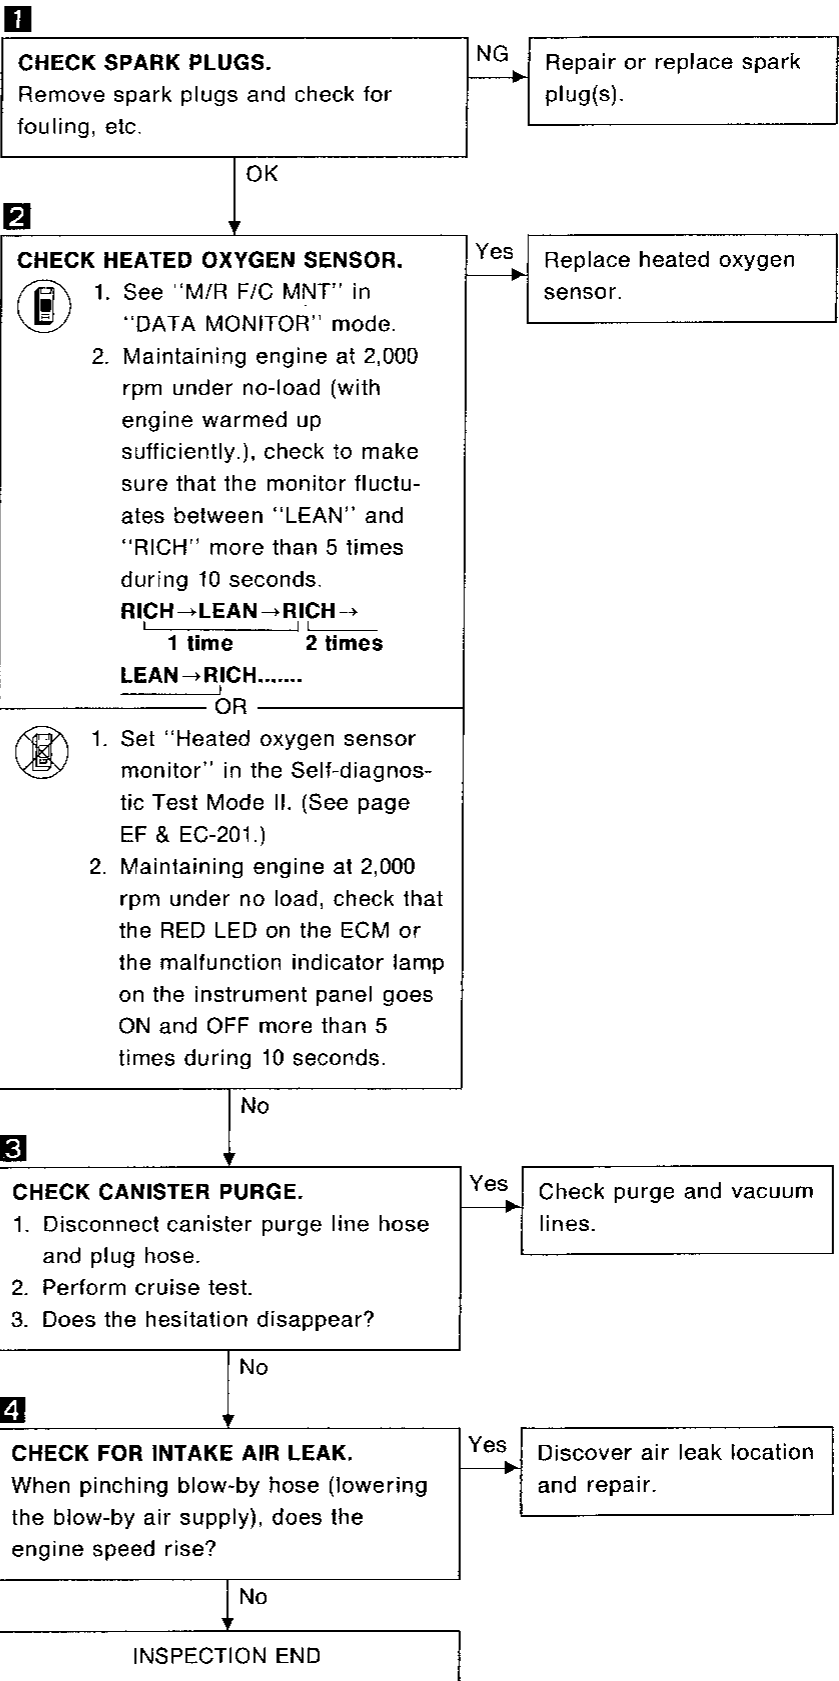 1
CHECK SPARK PLUGS.
Remove spark plugs and check for
fouling, etc.
NG
Repair or replace spark
plug(s).
OK
2
CHECK HEATED OXYGEN SENSOR.
1. See "M/R F/C MNT" in
"DATA MONITOR" mode.
2. Maintaining engine at 2,000
rpm under no-load (with
engine warmed up
sufficiently.), check to make
sure that the monitor fluctu-
ates between "LEAN" and
"RICH" more than 5 times
during 10 seconds.
RICH→LEAN→RICH→
1 time 2 times
LEAN→RICH.......
Yes
Replace heated oxygen
sensor.
OR
1. Set "Heated oxygen sensor
monitor" in the Self-diagnos-
tic Test Mode II. (See page
EF & EC-201.)
2. Maintaining engine at 2,000
rpm under no load, check that
the RED LED on the ECM or
the malfunction indicator lamp
on the instrument panel goes
ON and OFF more than 5
times during 10 seconds.
No
3
CHECK CANISTER PURGE.
1. Disconnect canister purge line hose
and plug hose.
2. Perform cruise test.
3. Does the hesitation disappear?
Yes
Check purge and vacuum
lines.
No
4
CHECK FOR INTAKE AIR LEAK.
When pinching blow-by hose (lowering
the blow-by air supply), does the
engine speed rise?
Yes
Discover air leak location
and repair.
No
INSPECTION END